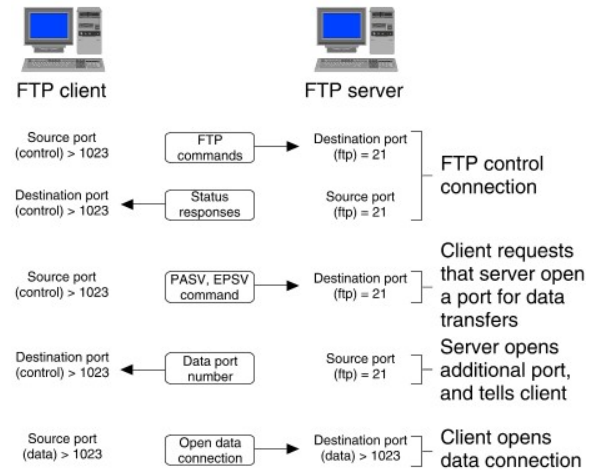 FTP client
FTP server
Source port
(control) > 1023
FTP
commands
Destination port
(ftp) = 21
FTP control
connection
Destination port
(control) > 1023
Status
responses
Source port
(ftp) = 21
Source port
(control) > 1023
PASV, EPSV
command
Destination port
(ftp) = 21
Client requests
that server open
a port for data
transfers
Destination port
(control) > 1023
Data port
number
Source port
(ftp) = 21
Server opens
additional port,
and tells client
Source port
(data) > 1023
Open data
connection
Destination port
(data) > 1023
Client opens
data connection